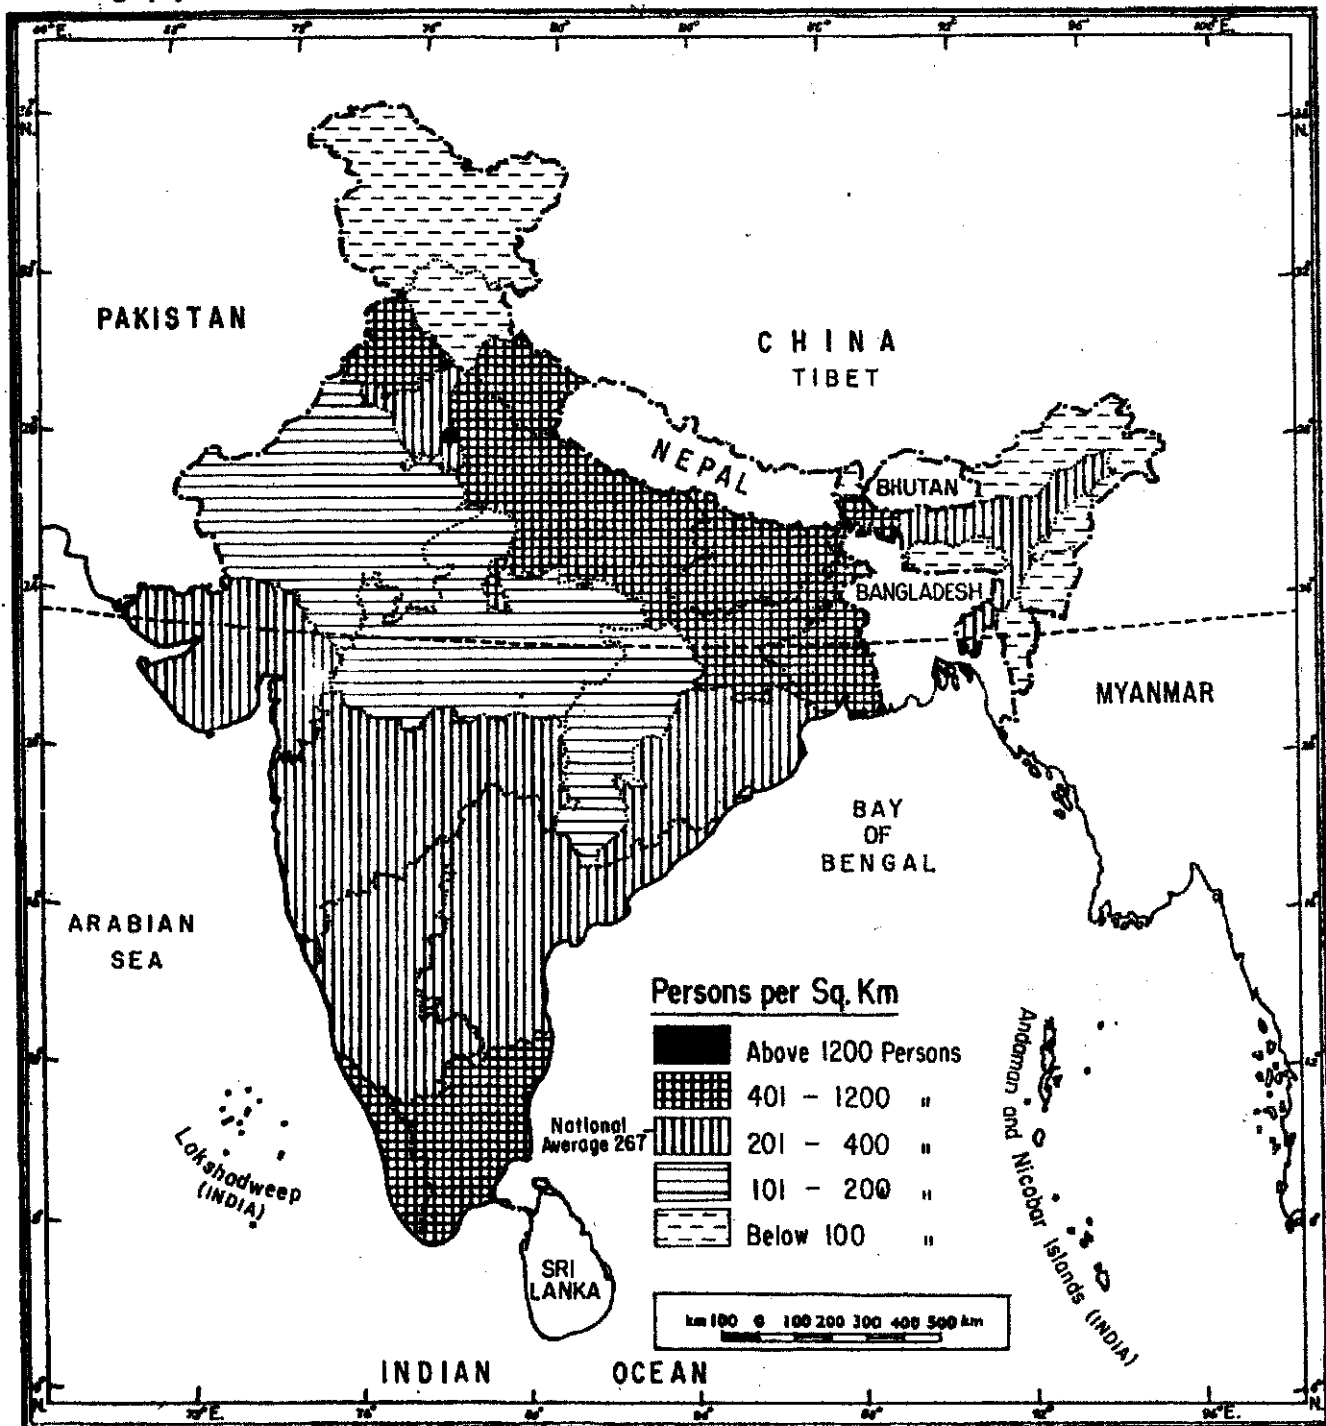 PAKISTAN
CHINA
TIBET
NEPAL
BHUTAN
BANGLADESH
MYANMAR
BAY
OF
BENGAL
ARABIAN
SEA
Persons per Sq. Km
Above 1200 Persons
401 - 1200 "
National
Average 267
201 - 400 "
101 - 200 "
Below 100 "
Lakshadweep
(INDIA)
Andaman and Nicobar Islands (INDIA)
SRI
LANKA
km 100 0 100 200 300 400 500 km
INDIAN OCEAN